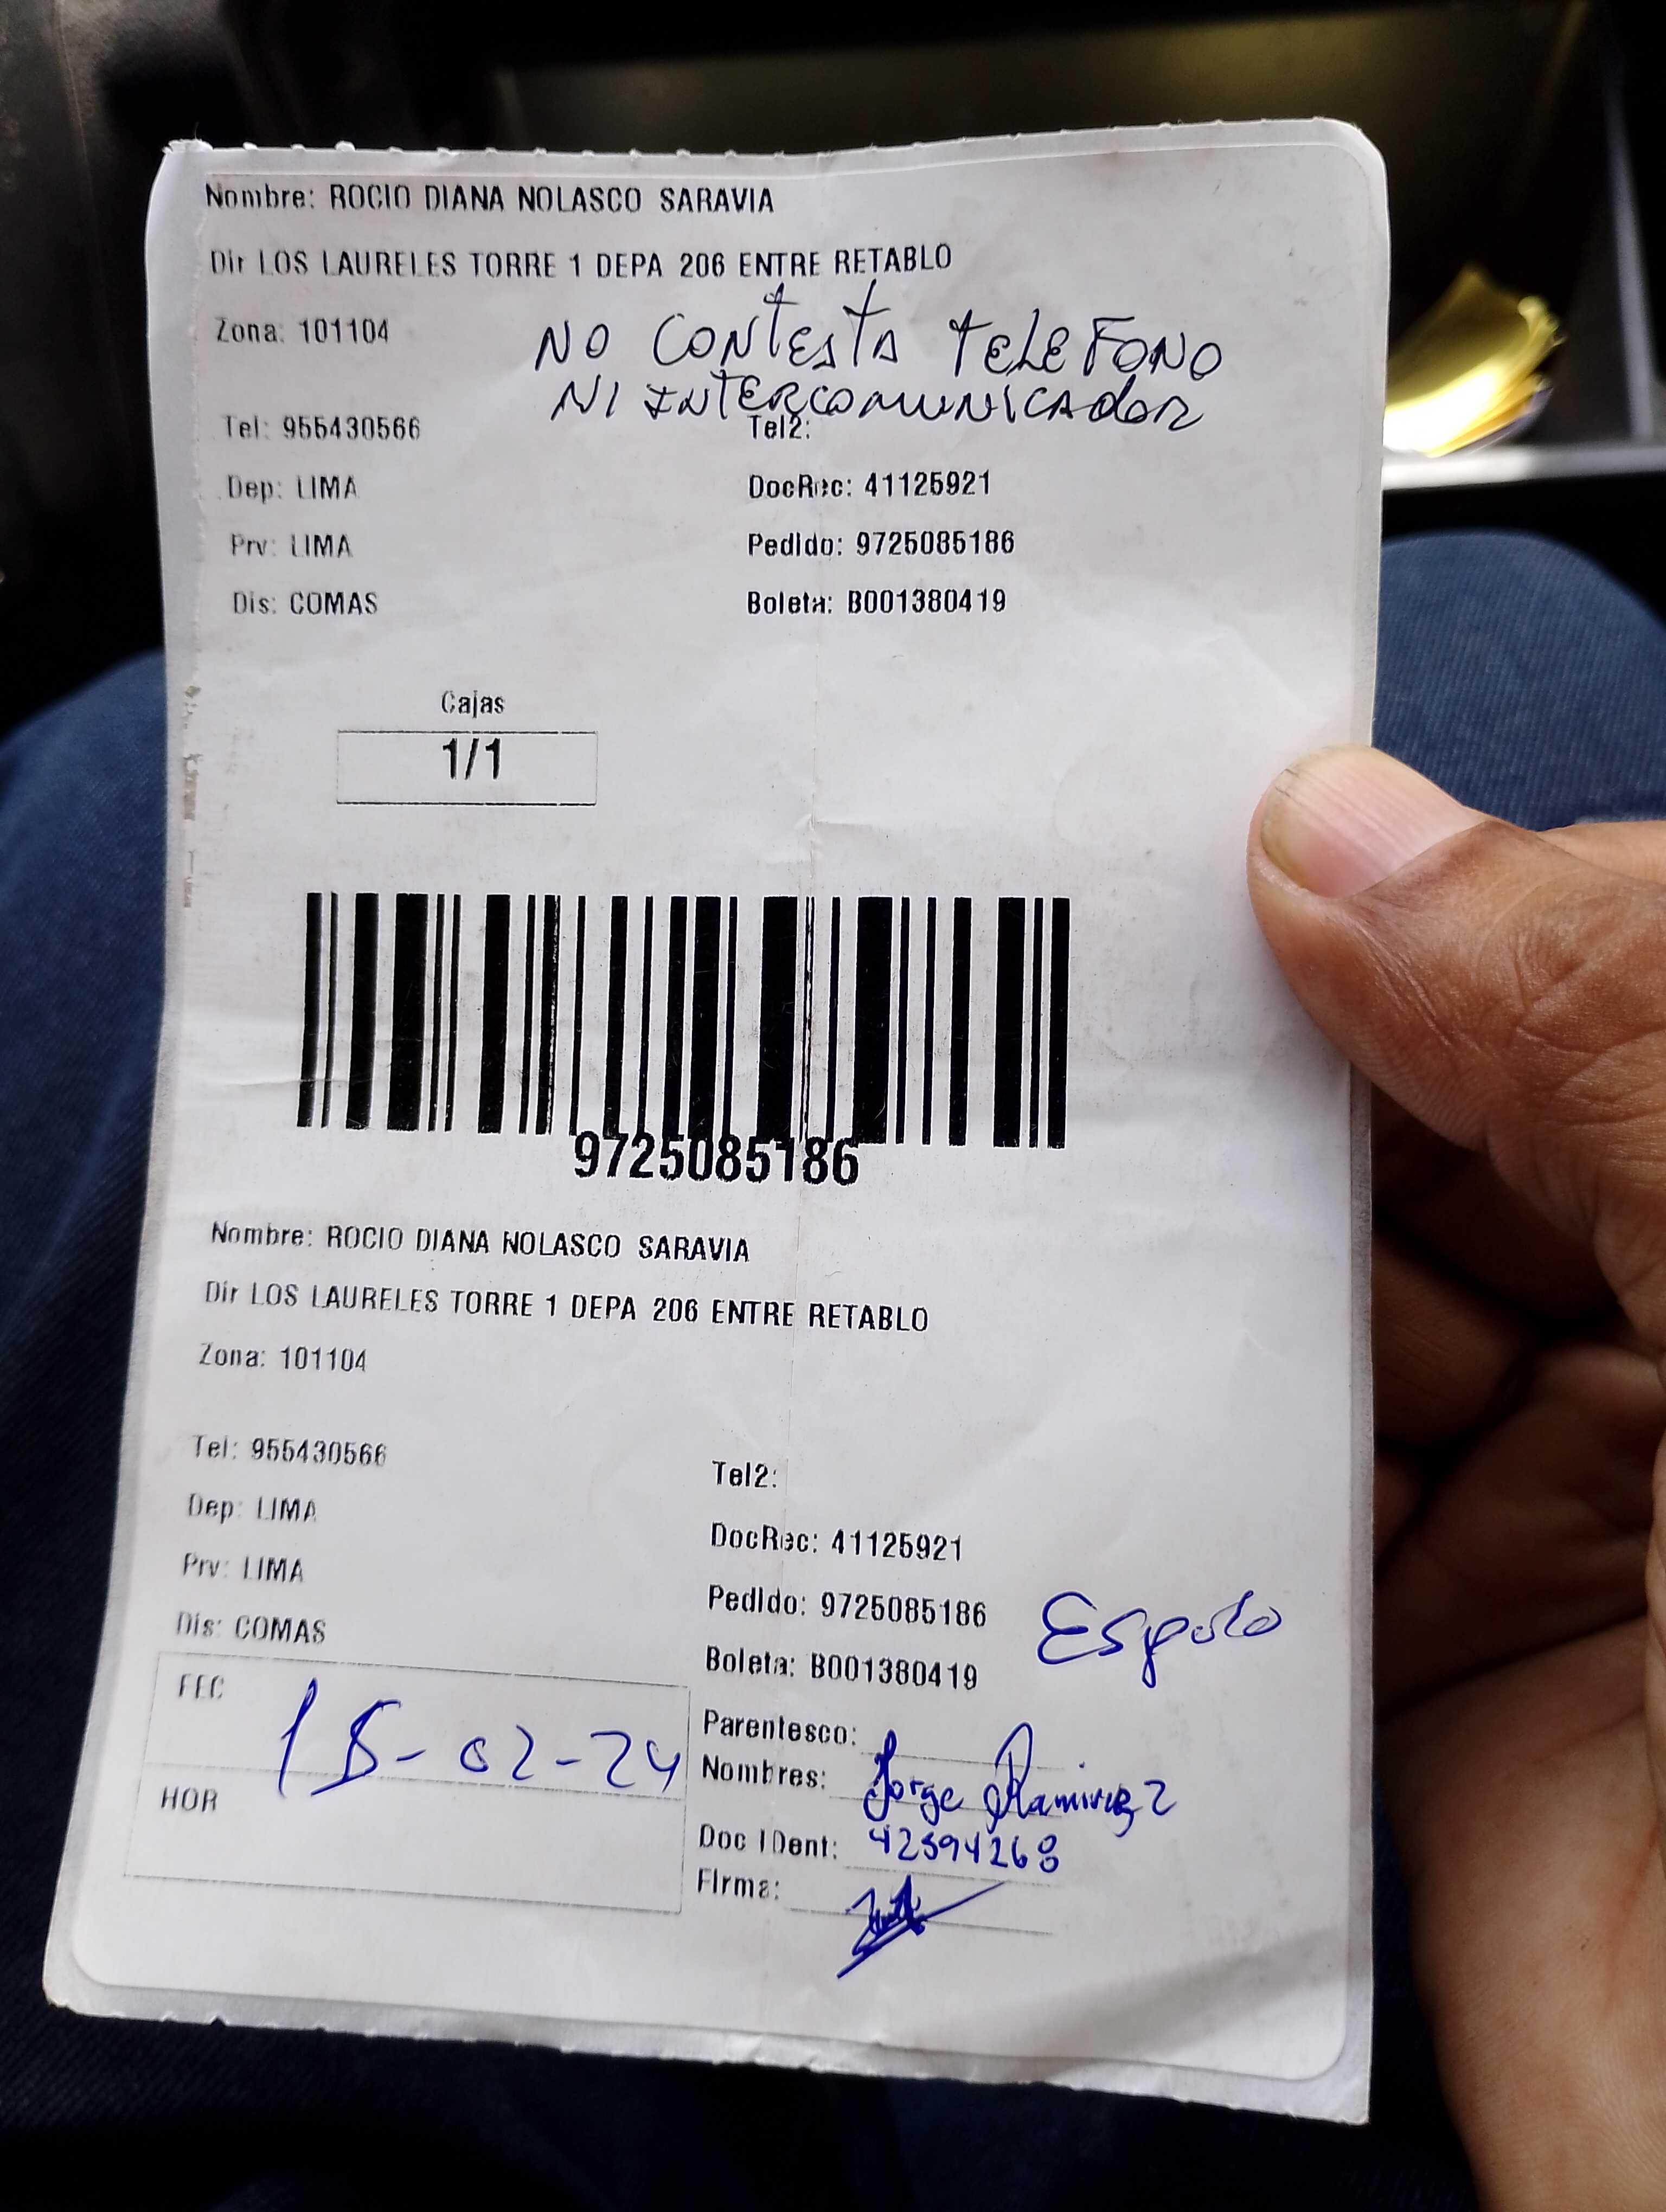 Nombre: ROCIO DIANA NOLASCO SARAVIA
Dir LOS LAURELES TORRE 1 DEPA 206 ENTRE RETABLO
Zona: 101104
NO CONTESTA TELEFONO
NI INTERCOMUNICADOR
Tel: 955430566 Tel2:
Dep: LIMA DocRec: 41125921
Prv: LIMA Pedido: 9725085186
Dis: COMAS Boleta: B001380419
Cajas
1/1
9725085186
Nombre: ROCIO DIANA NOLASCO SARAVIA
Dir LOS LAURELES TORRE 1 DEPA 206 ENTRE RETABLO
Zona: 101104
Tel: 955430566 Tel2:
Dep: LIMA DocRec: 41125921
Prv: LIMA Pedido: 9725085186
Dis: COMAS Boleta: B001380419
Esposo
FEC 15-02-24
Parentesco:
Nombres: Jorge Ramirez
HOR
Doc IDent: 42594268
Firma: